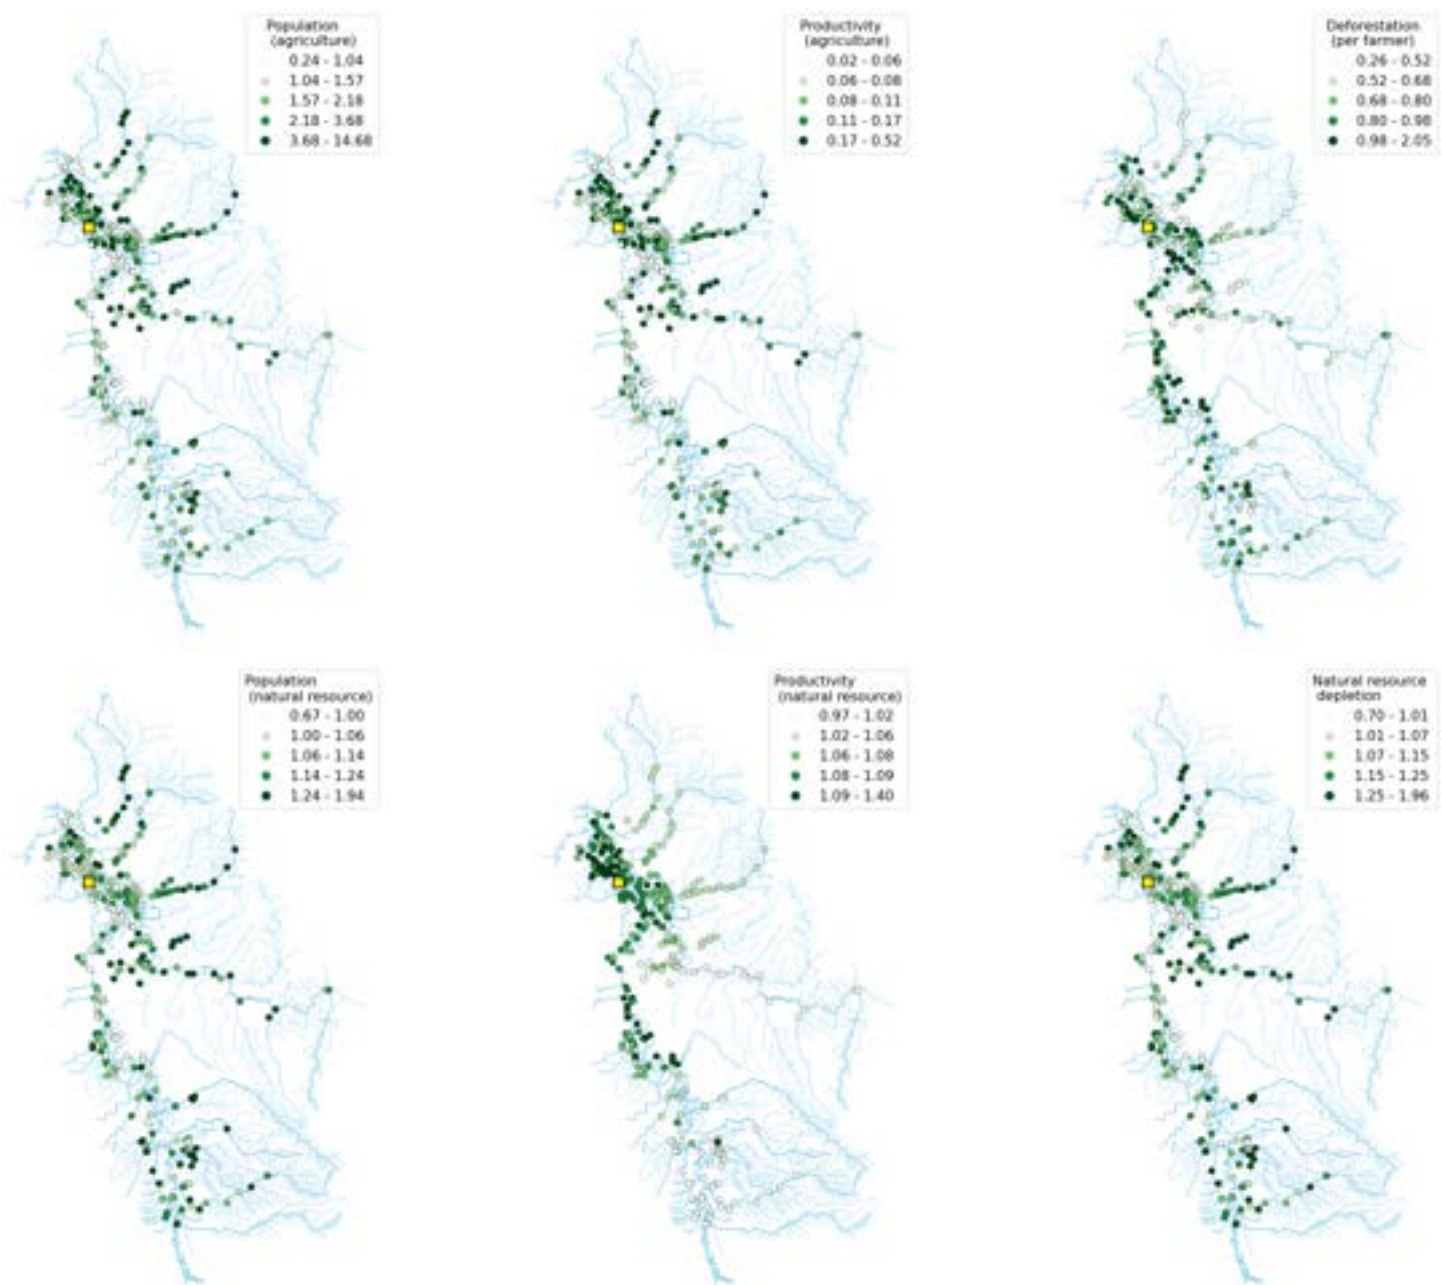 Population
(agriculture)
0.24 - 1.04
1.04 - 1.57
1.57 - 2.18
2.18 - 3.68
3.68 - 14.68
Productivity
(agriculture)
0.02 - 0.06
0.06 - 0.08
0.08 - 0.11
0.11 - 0.17
0.17 - 0.52
Deforestation
(per farmer)
0.26 - 0.52
0.52 - 0.68
0.68 - 0.80
0.80 - 0.98
0.98 - 2.05
Population
(natural resource)
0.67 - 1.00
1.00 - 1.06
1.06 - 1.14
1.14 - 1.24
1.24 - 1.94
Productivity
(natural resource)
0.97 - 1.02
1.02 - 1.06
1.06 - 1.08
1.08 - 1.09
1.09 - 1.40
Natural resource
depletion
0.70 - 1.01
1.01 - 1.07
1.07 - 1.15
1.15 - 1.25
1.25 - 1.96